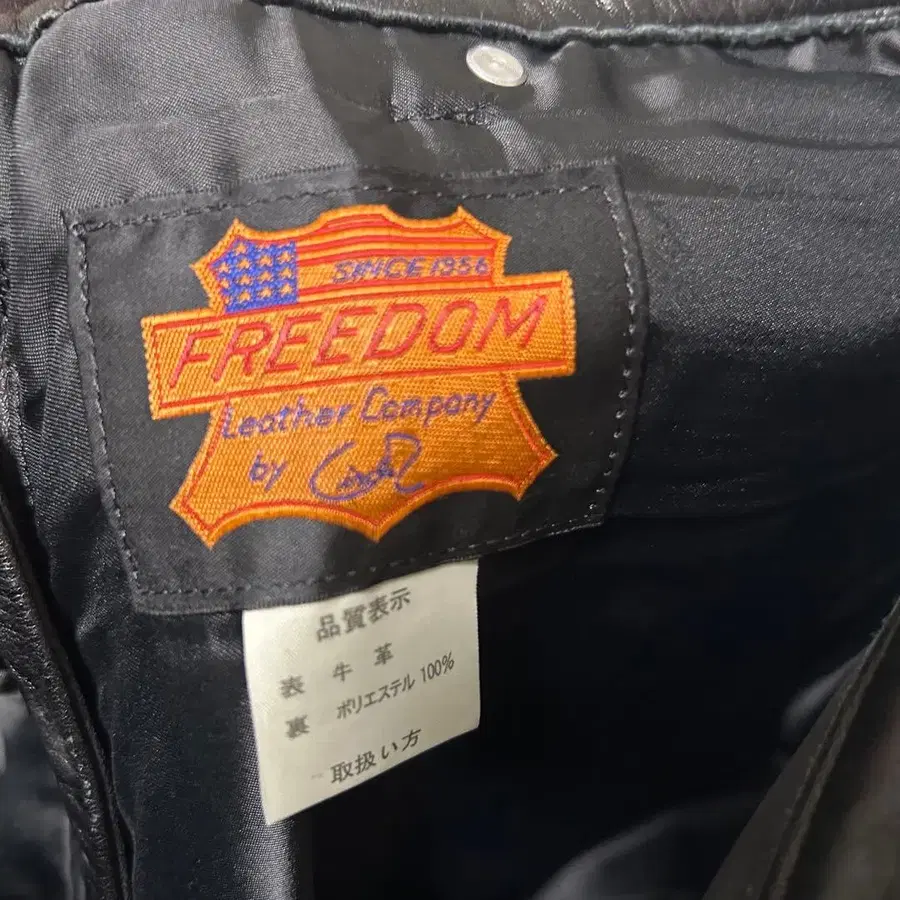 SINCE 1956
FREEDOM
Leather Company
by
品質表示
表 牛革
裏 ポリエステル 100%
取扱い方